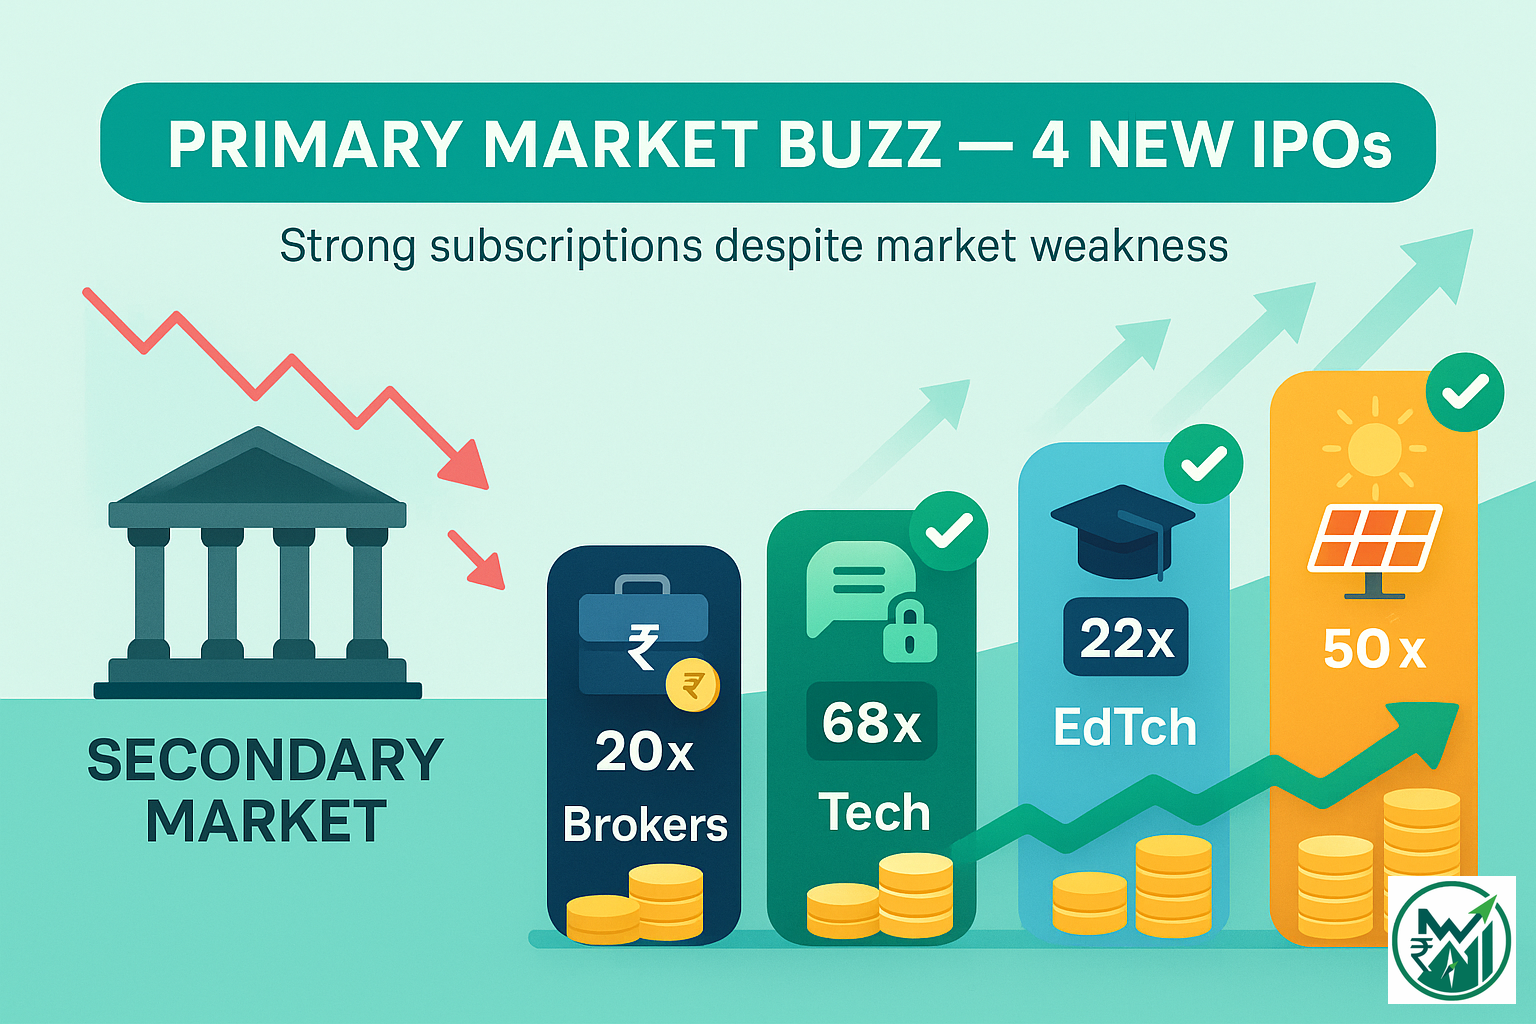 PRIMARY MARKET BUZZ — 4 NEW IPOs
Strong subscriptions despite market weakness
SECONDARY
MARKET
₹
₹
20x
Brokers
68x
Tech
22x
EdTch
50 x
₹